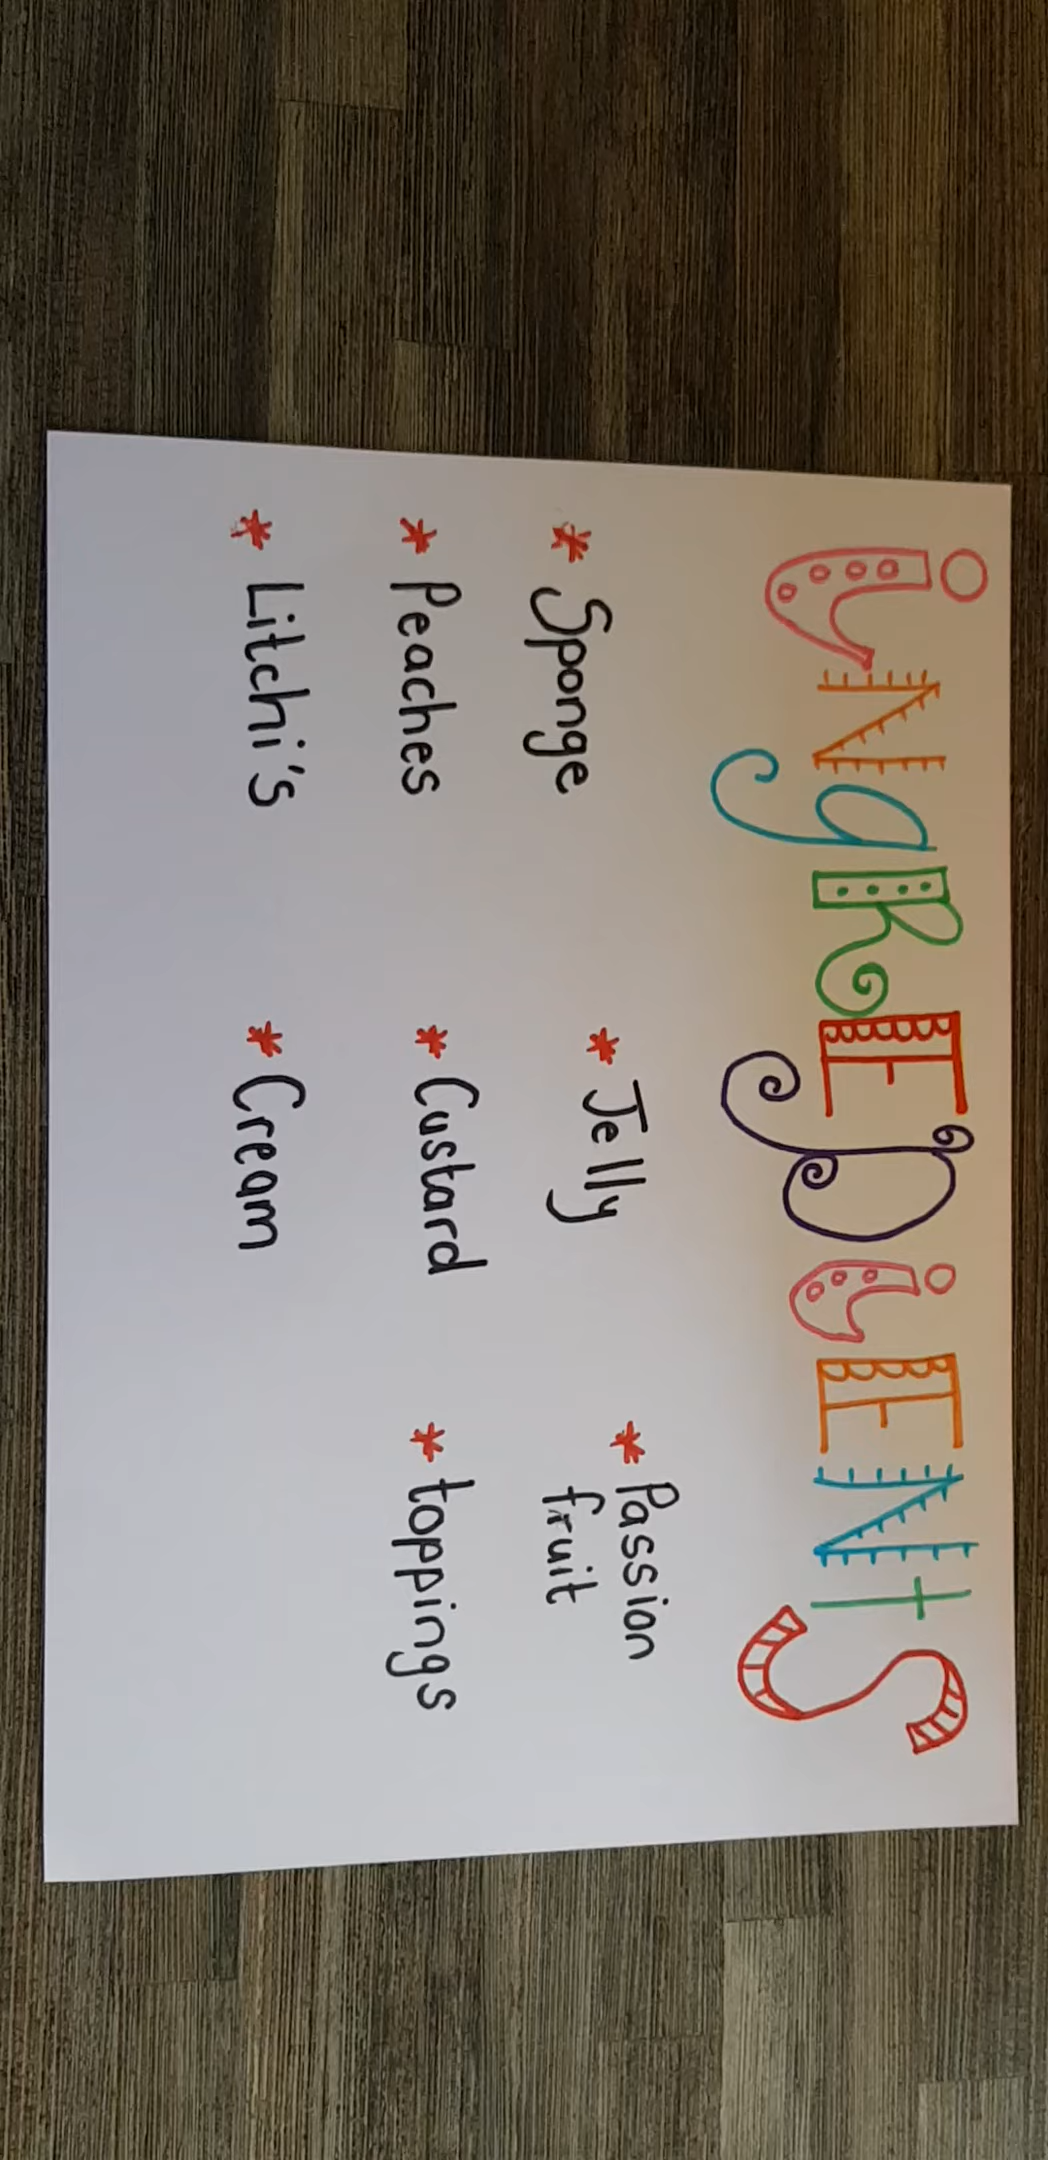 iNgREDiENtS
* Sponge
* Peaches
* Litchi's
* Jelly
* Custard
* Cream
* Passion
fruit
* toppings